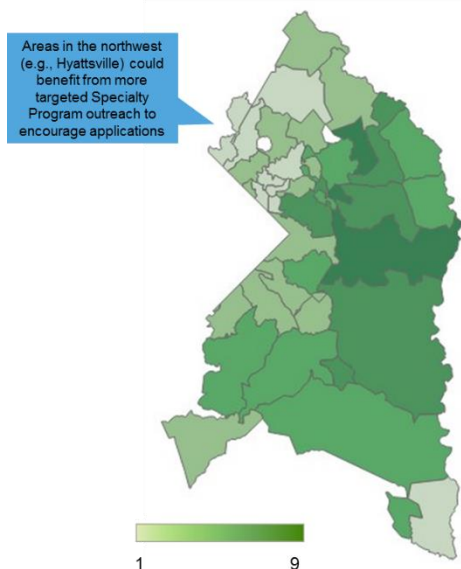 Areas in the northwest
(e.g., Hyattsville) could
benefit from more
targeted Specialty
Program outreach to
encourage applications
1 9